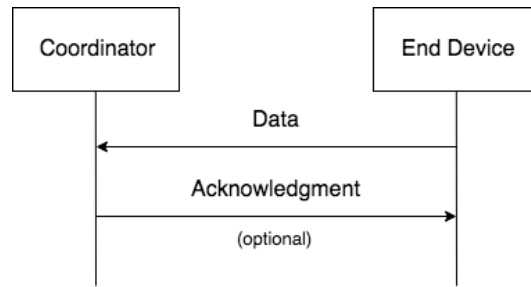 Coordinator
End Device
Data
Acknowledgment
(optional)